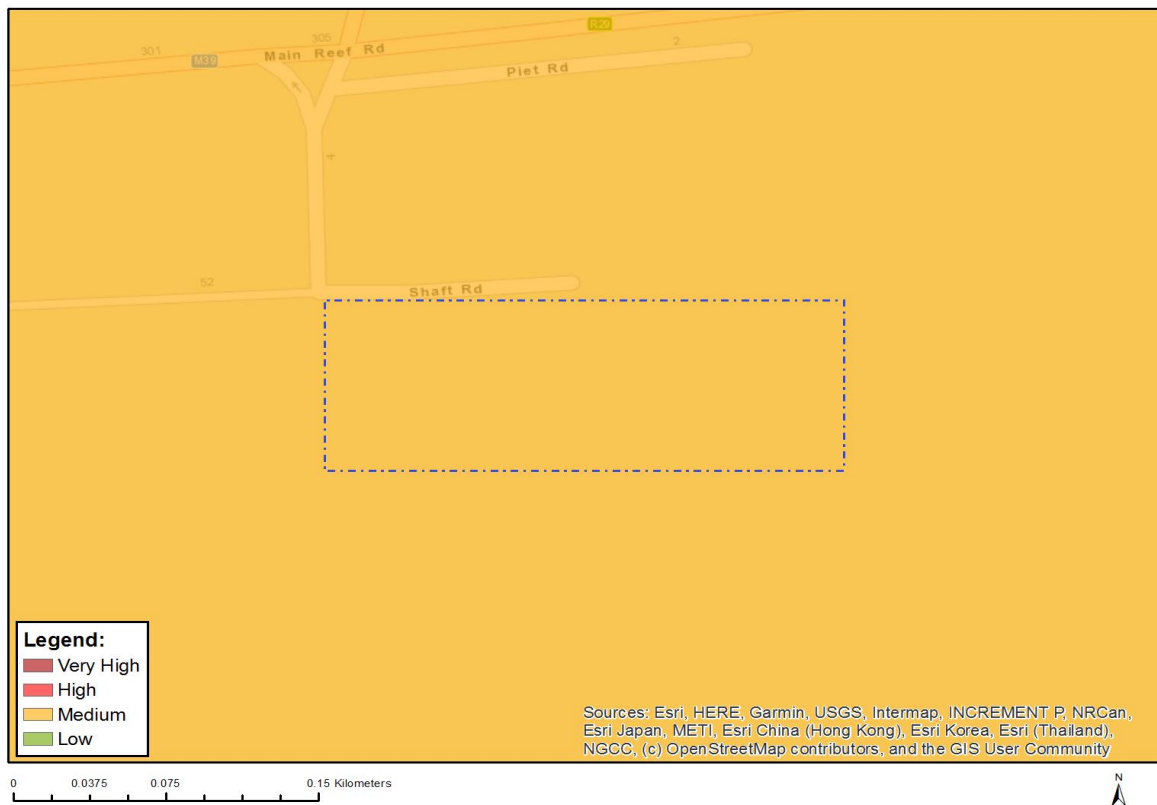 R29
2
305
301
Main Reef Rd
M39
Piet Rd
4
52
Shaft Rd
Legend:
Very High
High
Medium
Low
Sources: Esri, HERE, Garmin, USGS, Intermap, INCREMENT P, NRCan,
Esri Japan, METI, Esri China (Hong Kong), Esri Korea, Esri (Thailand),
NGCC, (c) OpenStreetMap contributors, and the GIS User Community
0 0.0375 0.075 0.15 Kilometers
N